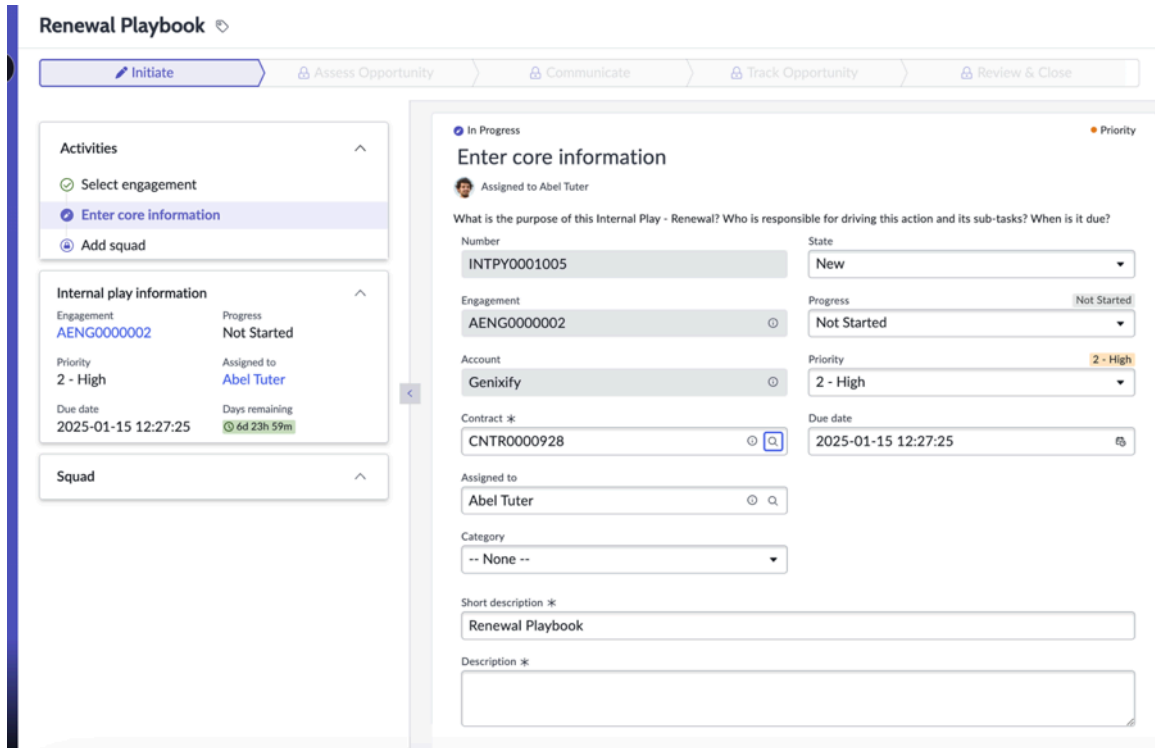 Renewal Playbook
Initiate
Assess Opportunity
Communicate
Track Opportunity
Review & Close
Activities
Select engagement
Enter core information
Add squad
Internal play information
Engagement
Progress
AENG0000002
Not Started
Priority
Assigned to
2 - High
Abel Tuter
Due date
Days remaining
2025-01-15 12:27:25
6d 23h 59m
Squad
In Progress
Priority
Enter core information
Assigned to Abel Tuter
What is the purpose of this Internal Play - Renewal? Who is responsible for driving this action and its sub-tasks? When is it due?
Number
INTPY0001005
State
New
Engagement
AENG0000002
Progress
Not Started
Not Started
Account
Genixify
Priority
2 - High
2 - High
Contract *
CNTR0000928
Due date
2025-01-15 12:27:25
Assigned to
Abel Tuter
Category
-- None --
Short description *
Renewal Playbook
Description *